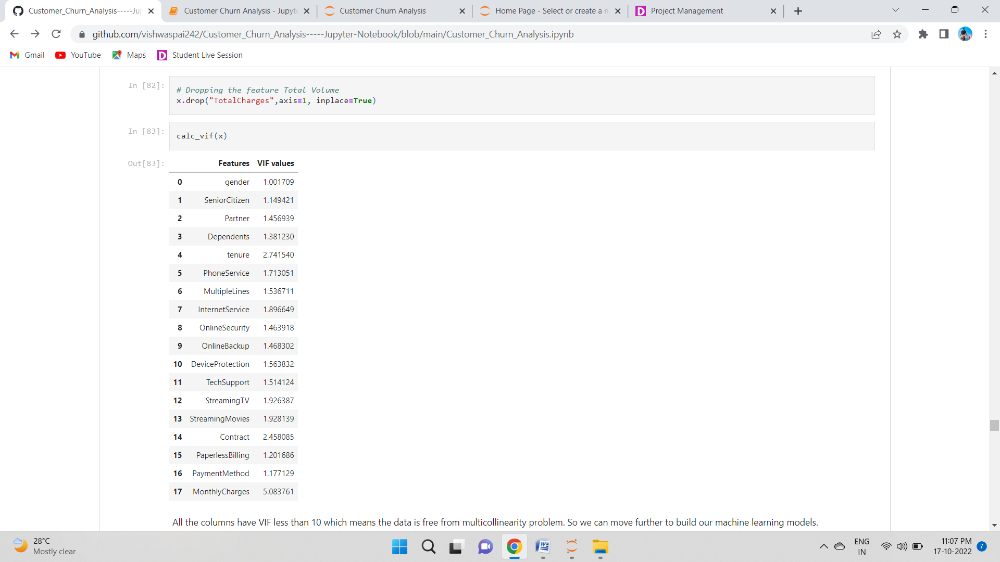 Customer_Churn_Analysis-----Ju
Customer Churn Analysis - Jupyt
Customer Churn Analysis
Home Page - Select or create a n
Project Management
github.com/vishwaspai242/Customer_Churn_Analysis-----Jupyter-Notebook/blob/main/Customer_Churn_Analysis.ipynb
Gmail
YouTube
Maps
Student Live Session
In [82]:
# Dropping the feature Total Volume
x.drop("TotalCharges",axis=1, inplace=True)
In [83]:
calc_vif(x)
Out[83]:
Features VIF values
0 gender 1.001709
1 SeniorCitizen 1.149421
2 Partner 1.456939
3 Dependents 1.381230
4 tenure 2.741540
5 PhoneService 1.713051
6 MultipleLines 1.536711
7 InternetService 1.896649
8 OnlineSecurity 1.463918
9 OnlineBackup 1.468302
10 DeviceProtection 1.563832
11 TechSupport 1.514124
12 StreamingTV 1.926387
13 StreamingMovies 1.928139
14 Contract 2.458085
15 PaperlessBilling 1.201686
16 PaymentMethod 1.177129
17 MonthlyCharges 5.083761
All the columns have VIF less than 10 which means the data is free from multicollinearity problem. So we can move further to build our machine learning models.
28°C
Mostly clear
ENG
IN
11:07 PM
17-10-2022
7